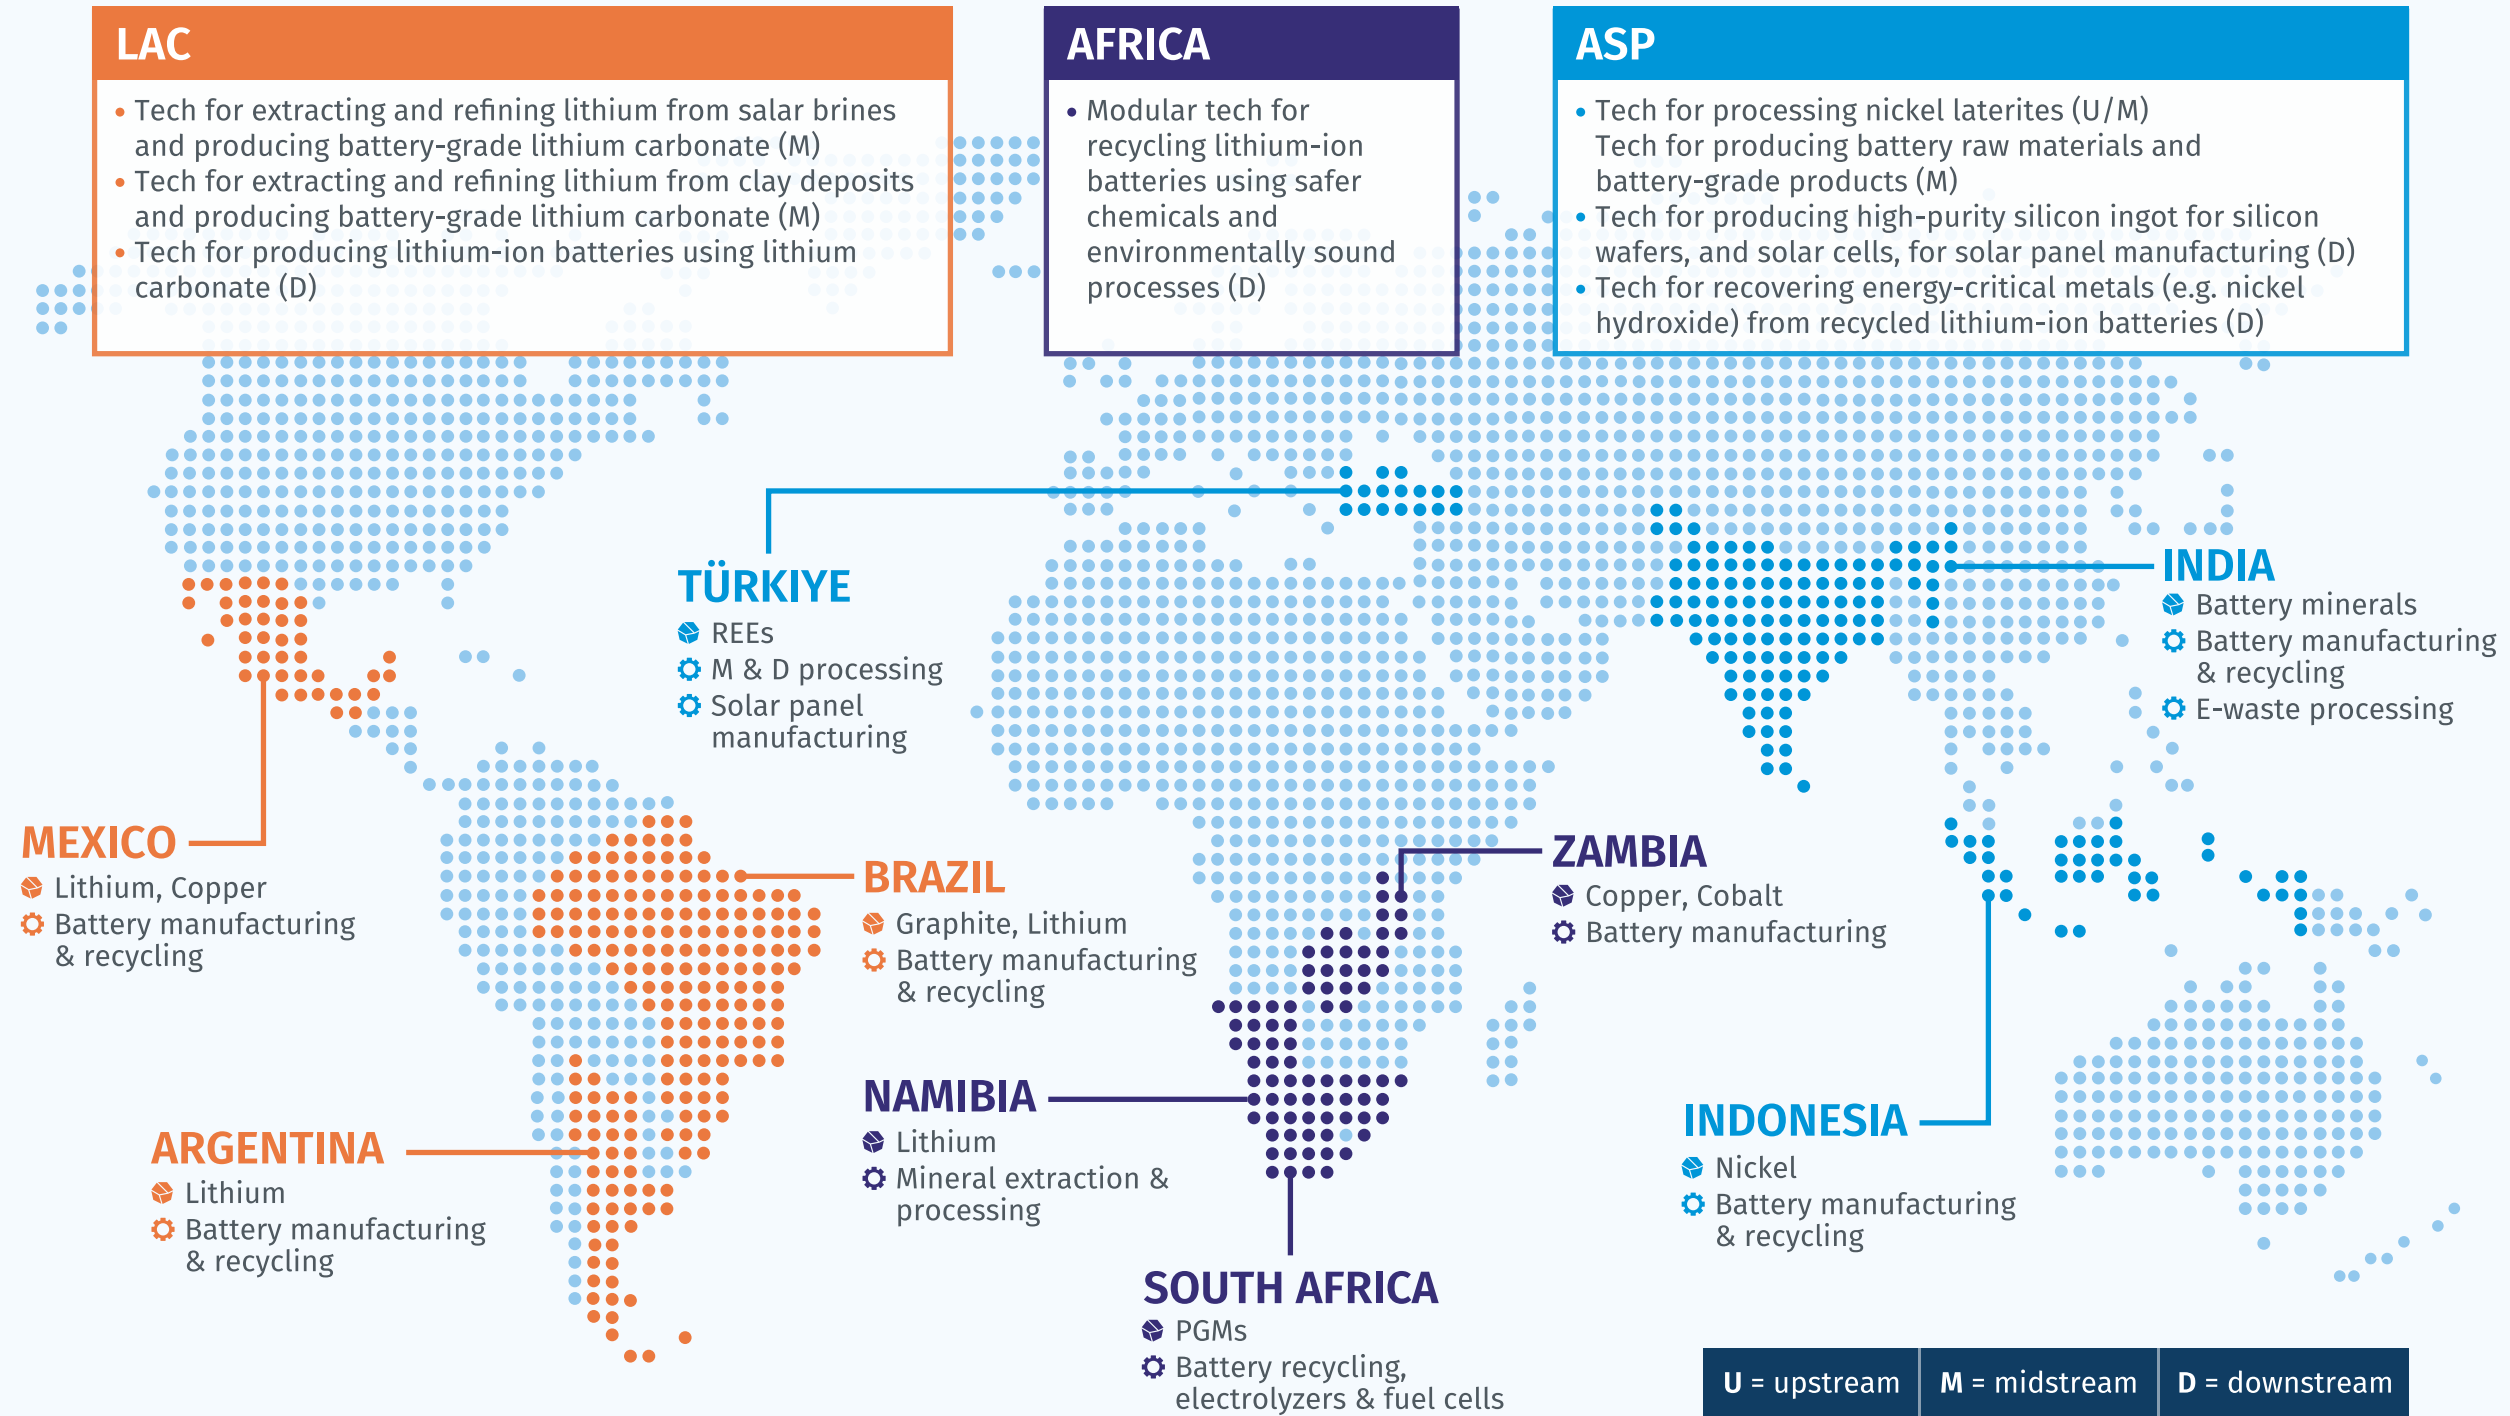 LAC
• Tech for extracting and refining lithium from salar brines
and producing battery-grade lithium carbonate (M)
• Tech for extracting and refining lithium from clay deposits
and producing battery-grade lithium carbonate (M)
• Tech for producing lithium-ion batteries using lithium
carbonate (D)
AFRICA
• Modular tech for
recycling lithium-ion
batteries using safer
chemicals and
environmentally sound
processes (D)
ASP
• Tech for processing nickel laterites (U/M)
Tech for producing battery raw materials and
battery-grade products (M)
• Tech for producing high-purity silicon ingot for silicon
wafers, and solar cells, for solar panel manufacturing (D)
• Tech for recovering energy-critical metals (e.g. nickel
hydroxide) from recycled lithium-ion batteries (D)
TÜRKIYE
REEs
M & D processing
Solar panel
manufacturing
INDIA
Battery minerals
Battery manufacturing
& recycling
E-waste processing
MEXICO
Lithium, Copper
Battery manufacturing
& recycling
BRAZIL
Graphite, Lithium
Battery manufacturing
& recycling
ZAMBIA
Copper, Cobalt
Battery manufacturing
ARGENTINA
Lithium
Battery manufacturing
& recycling
NAMIBIA
Lithium
Mineral extraction &
processing
INDONESIA
Nickel
Battery manufacturing
& recycling
SOUTH AFRICA
PGMs
Battery recycling,
electrolyzers & fuel cells
U = upstream
M = midstream
D = downstream